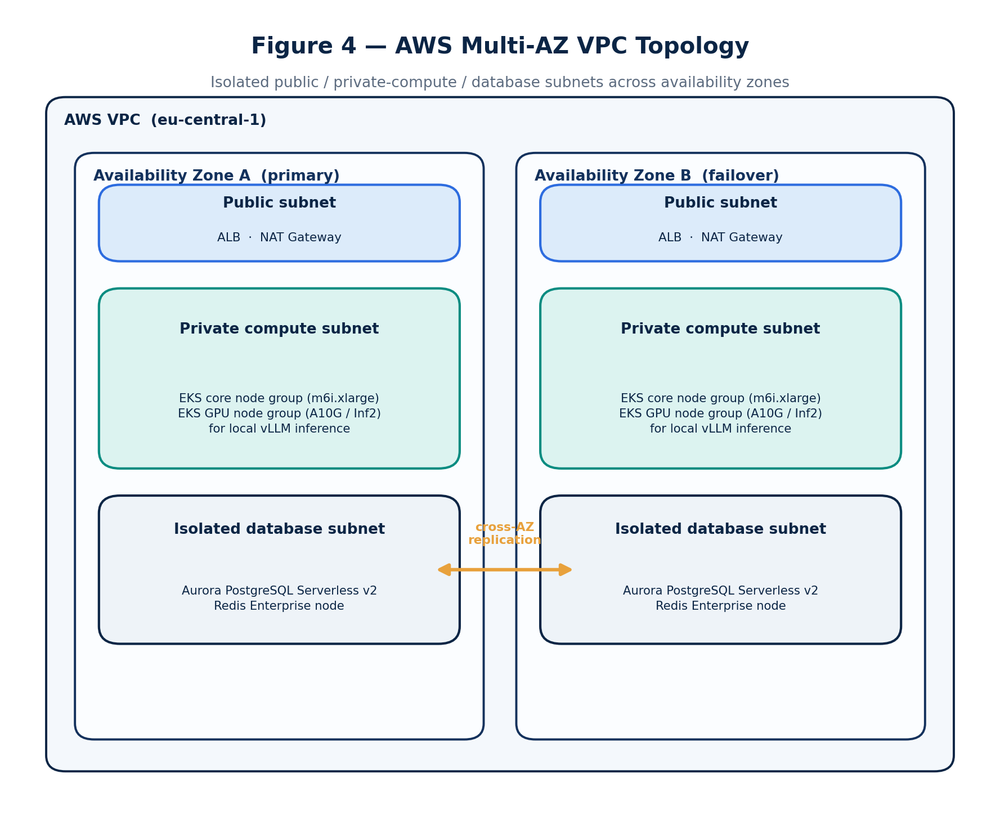 Figure 4 — AWS Multi-AZ VPC Topology
Isolated public / private-compute / database subnets across availability zones
AWS VPC  (eu-central-1)
Availability Zone A  (primary)
Public subnet
ALB  ·  NAT Gateway
Private compute subnet
EKS core node group (m6i.xlarge)
EKS GPU node group (A10G / Inf2)
for local vLLM inference
Isolated database subnet
Aurora PostgreSQL Serverless v2
Redis Enterprise node
cross-AZ
replication
Availability Zone B  (failover)
Public subnet
ALB  ·  NAT Gateway
Private compute subnet
EKS core node group (m6i.xlarge)
EKS GPU node group (A10G / Inf2)
for local vLLM inference
Isolated database subnet
Aurora PostgreSQL Serverless v2
Redis Enterprise node